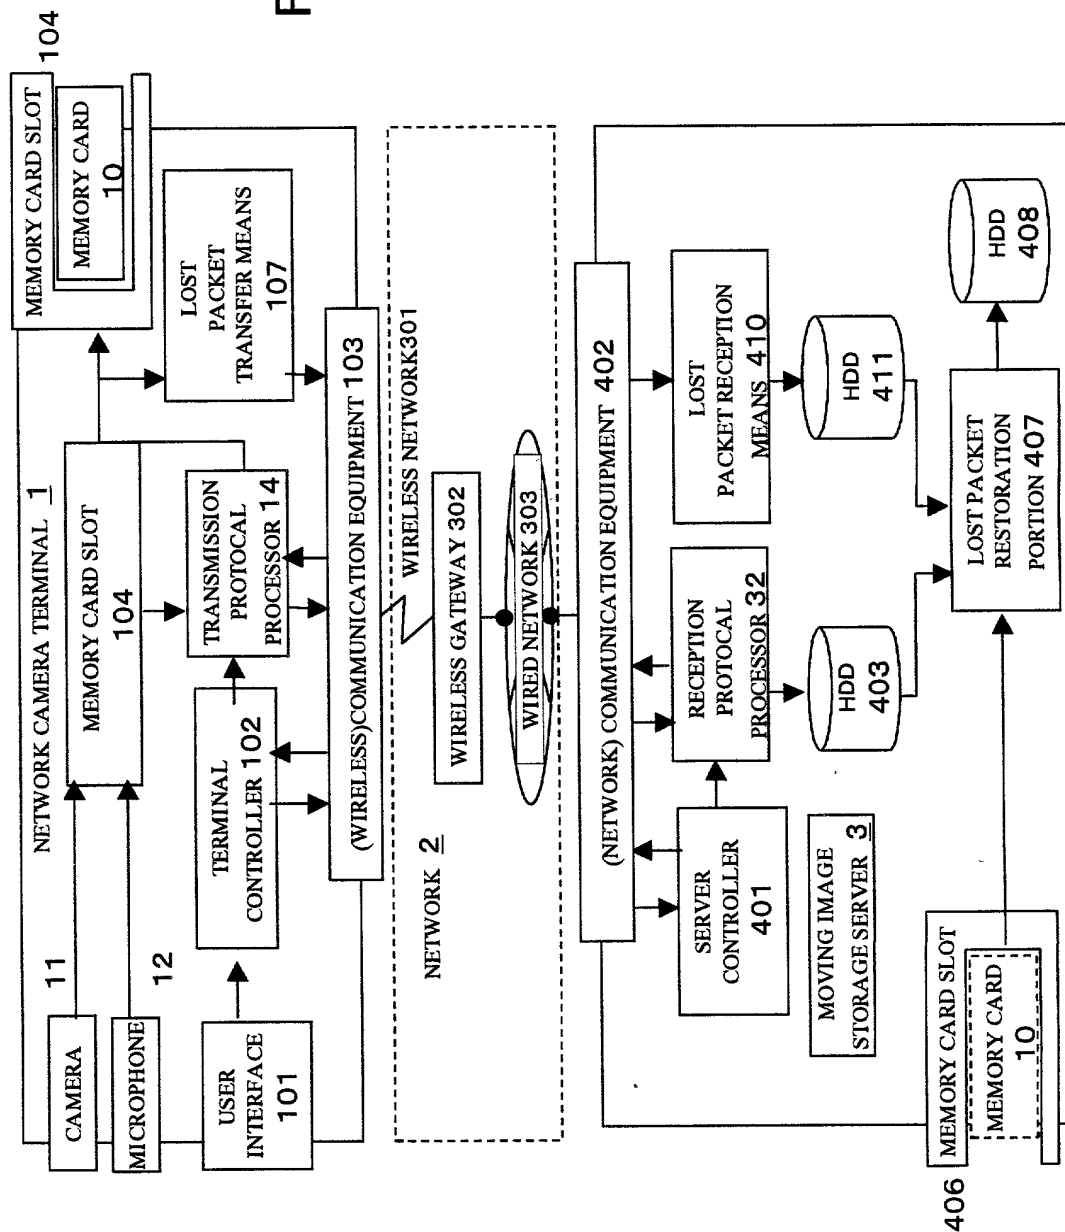 F
NETWORK CAMERA TERMINAL 1
CAMERA
11
MICROPHONE
12
USER
INTERFACE
101
MEMORY CARD SLOT
104
TERMINAL
CONTROLLER 102
TRANSMISSION
PROTOCAL
PROCESSOR 14
MEMORY CARD SLOT
104
MEMORY CARD
10
LOST
PACKET
TRANSFER MEANS
107
(WIRELESS)COMMUNICATION EQUIPMENT 103
WIRELESS NETWORK301
NETWORK 2
WIRELESS GATEWAY 302
WIRED NETWORK 303
(NETWORK) COMMUNICATION EQUIPMENT 402
SERVER
CONTROLLER
401
RECEPTION
PROTOCAL
PROCESSOR 32
LOST
PACKET RECEPTION
MEANS 410
MOVING IMAGE
STORAGE SERVER 3
HDD
403
HDD
411
MEMORY CARD SLOT
406
MEMORY CARD
10
LOST PACKET
RESTORATION
PORTION 407
HDD
408